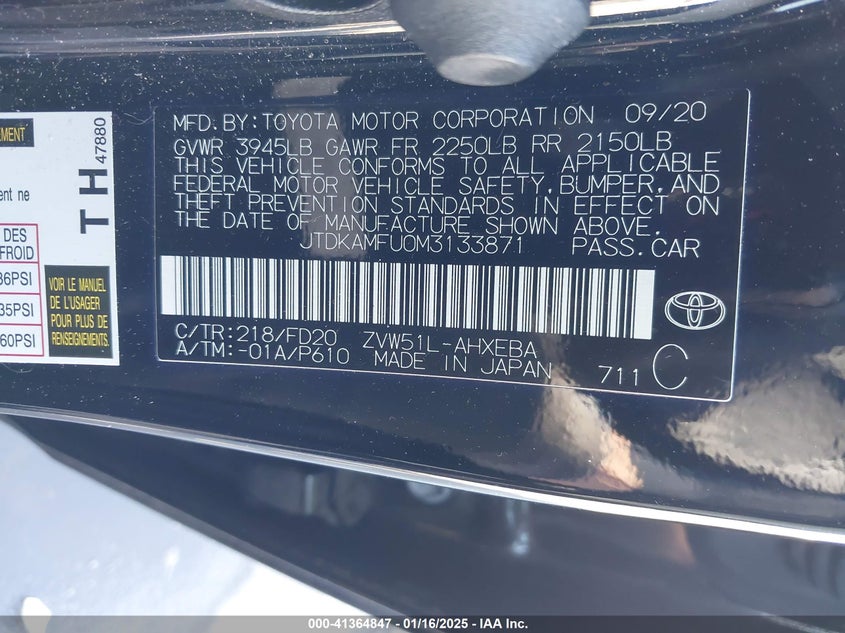 EMENT
ent ne
DES
FROID
36PSI
35PSI
60PSI
TH
47880
VOIR LE MANUEL
DE L'USAGER
POUR PLUS DE
RENSEIGNEMENTS.
MFD.BY:TOYOTA MOTOR CORPORATION 09/20
GVWR 3945LB GAWR FR 2250LB RR 2150LB
THIS VEHICLE CONFORMS TO ALL APPLICABLE
FEDERAL MOTOR VEHICLE SAFETY,BUMPER,AND
THEFT PREVENTION STANDARDS IN EFFECT ON
THE DATE OF MANUFACTURE SHOWN ABOVE.
JTDKAMFU0M3133871 PASS.CAR
C/TR:218/FD20 ZVW51L-AHXEBA
A/TM:-01A/P610 MADE IN JAPAN
711 C
000-41364847 - 01/16/2025 - IAA Inc.